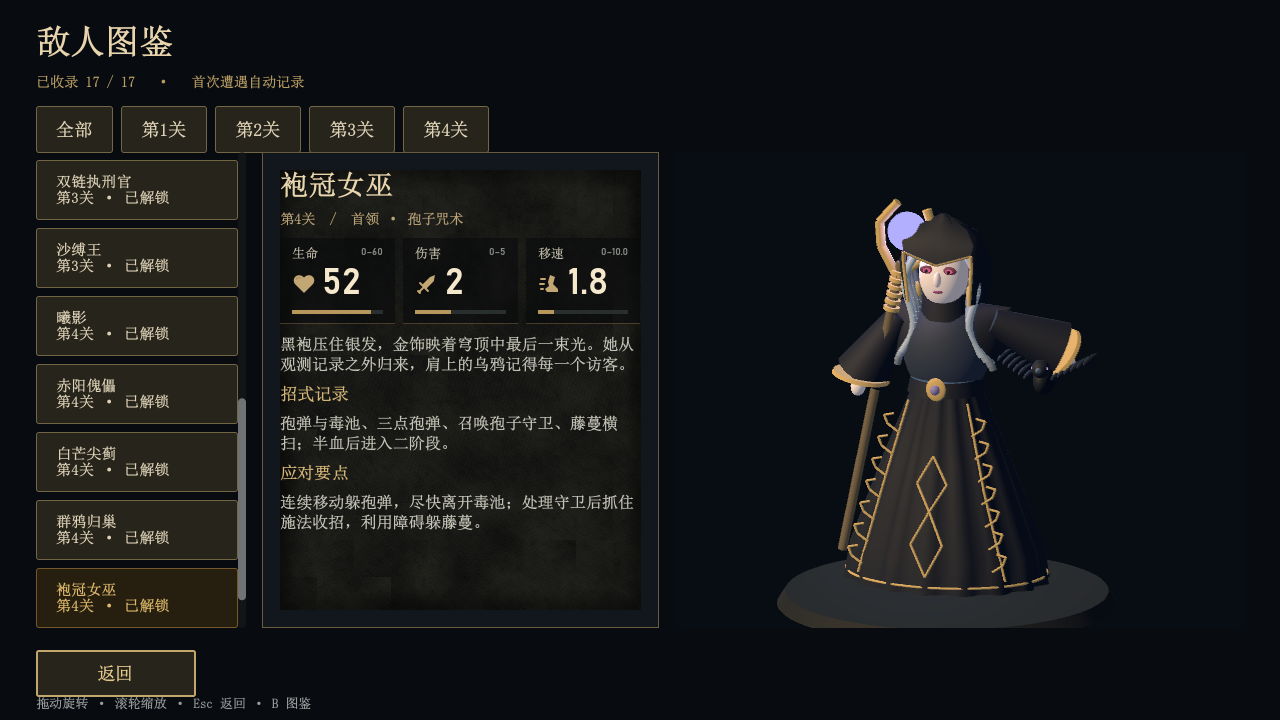 敌人图鉴
已收录 17 / 17 • 首次遭遇自动记录
全部 第1关 第2关 第3关 第4关
双链执刑官
第3关 • 已解锁
沙缚王
第3关 • 已解锁
曦影
第4关 • 已解锁
赤阳傀儡
第4关 • 已解锁
白芒尖蓟
第4关 • 已解锁
群鸦归巢
第4关 • 已解锁
袍冠女巫
第4关 • 已解锁
袍冠女巫
第4关 / 首领 • 孢子咒术
生命 0–60
52
伤害 0–5
2
移速 0–10.0
1.8
黑袍压住银发，金饰映着穹顶中最后一束光。她从
观测记录之外归来，肩上的乌鸦记得每一个访客。
招式记录
孢弹与毒池、三点孢弹、召唤孢子守卫、藤蔓横
扫；半血后进入二阶段。
应对要点
连续移动躲孢弹，尽快离开毒池；处理守卫后抓住
施法收招，利用障碍躲藤蔓。
返回
拖动旋转 • 滚轮缩放 • Esc 返回 • B 图鉴